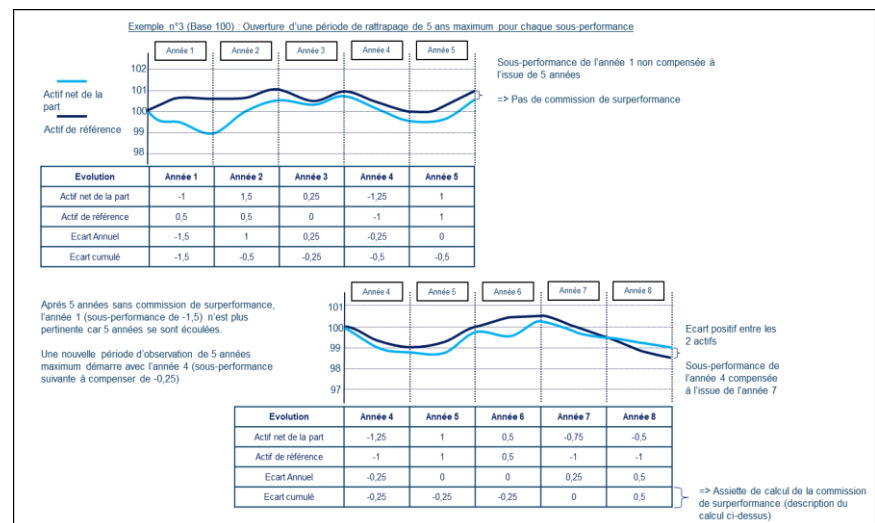 Exemple n°3 (Base 100) : Ouverture d'une période de rattrapage de 5 ans maximum pour chaque sous-performance
Année 1 Année 2 Année 3 Année 4 Année 5
102
101
100
99
98
Actif net de la
part
Actif de référence
Sous-performance de l'année 1 non compensée à
l'issue de 5 années
=> Pas de commission de surperformance
Evolution Année 1 Année 2 Année 3 Année 4 Année 5
Actif net de la part -1 1,5 0,25 -1,25 1
Actif de référence 0,5 0,5 0 -1 1
Ecart Annuel -1,5 1 0,25 -0,25 0
Ecart cumulé -1,5 -0,5 -0,25 -0,5 -0,5
Après 5 années sans commission de surperformance,
l'année 1 (sous-performance de -1,5) n'est plus
pertinente car 5 années se sont écoulées.
Une nouvelle période d'observation de 5 années
maximum démarre avec l'année 4 (sous-performance
suivante à compenser de -0,25)
Année 4 Année 5 Année 6 Année 7 Année 8
101
100
99
98
97
Ecart positif entre les
2 actifs
Sous-performance de
l'année 4 compensée
à l'issue de l'année 7
Evolution Année 4 Année 5 Année 6 Année 7 Année 8
Actif net de la part -1,25 1 0,5 -0,75 -0,5
Actif de référence -1 1 0,5 -1 -1
Ecart Annuel -0,25 0 0 0,25 0,5
Ecart cumulé -0,25 -0,25 -0,25 0 0,5
=> Assiette de calcul de la commission
de surperformance (description du
calcul ci-dessus)